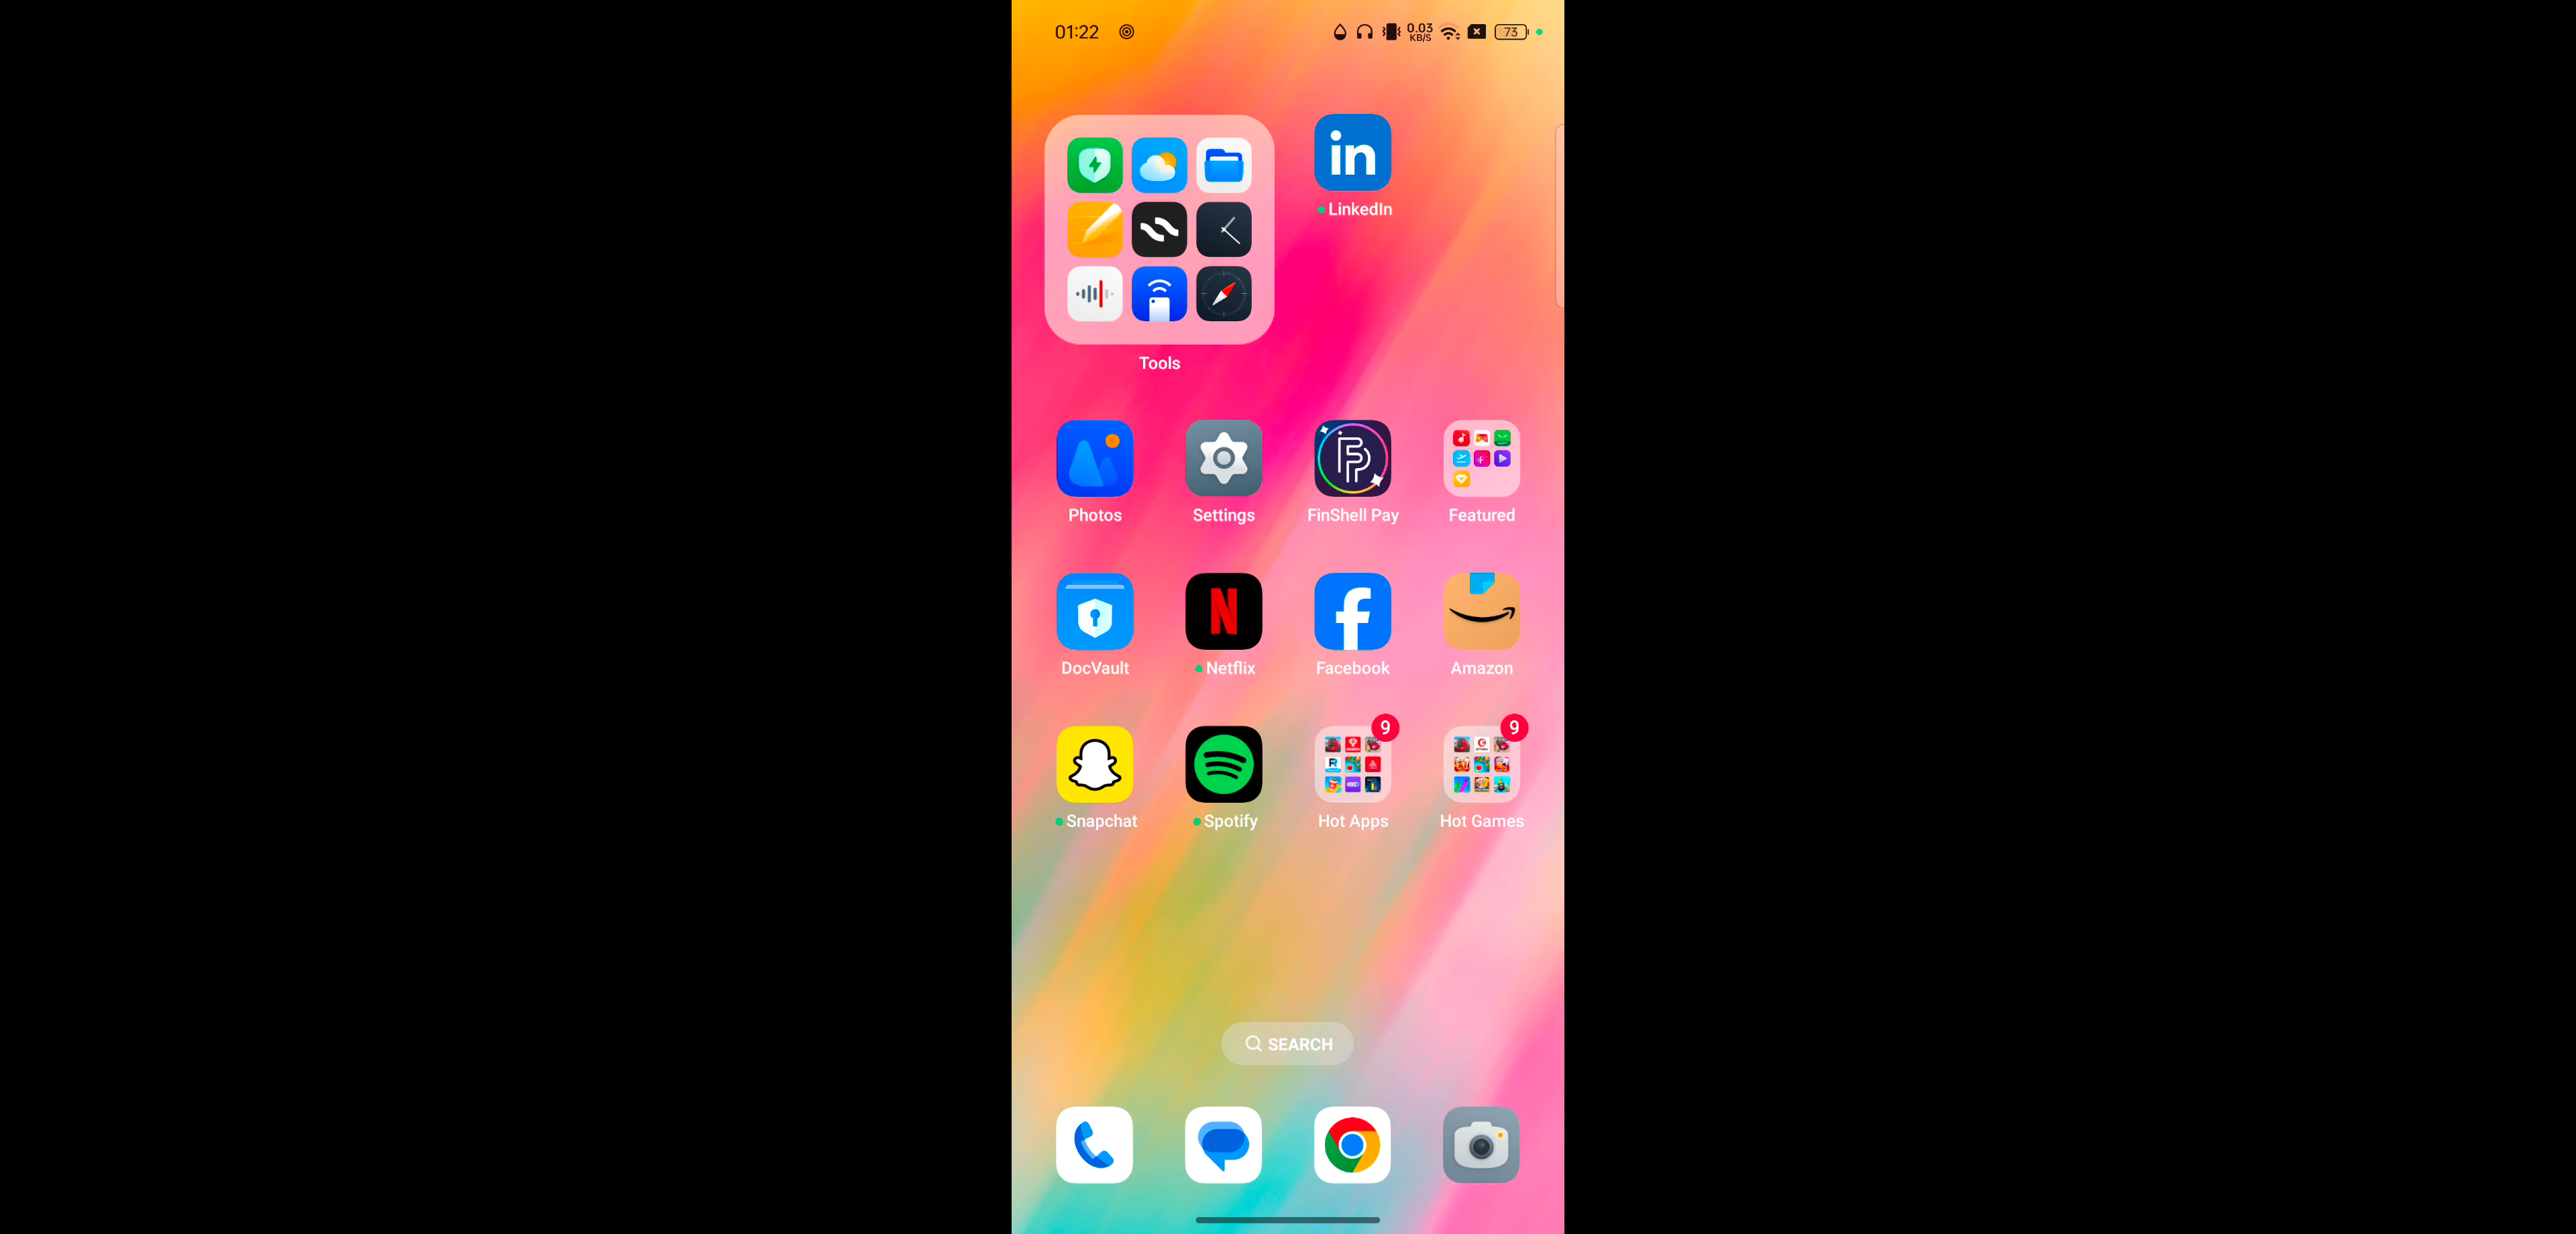 01:22 0.03 KB/S 73
in
LinkedIn
Tools
Photos Settings FinShell Pay Featured
DocVault Netflix Facebook Amazon
9 9
Snapchat Spotify Hot Apps Hot Games
SEARCH